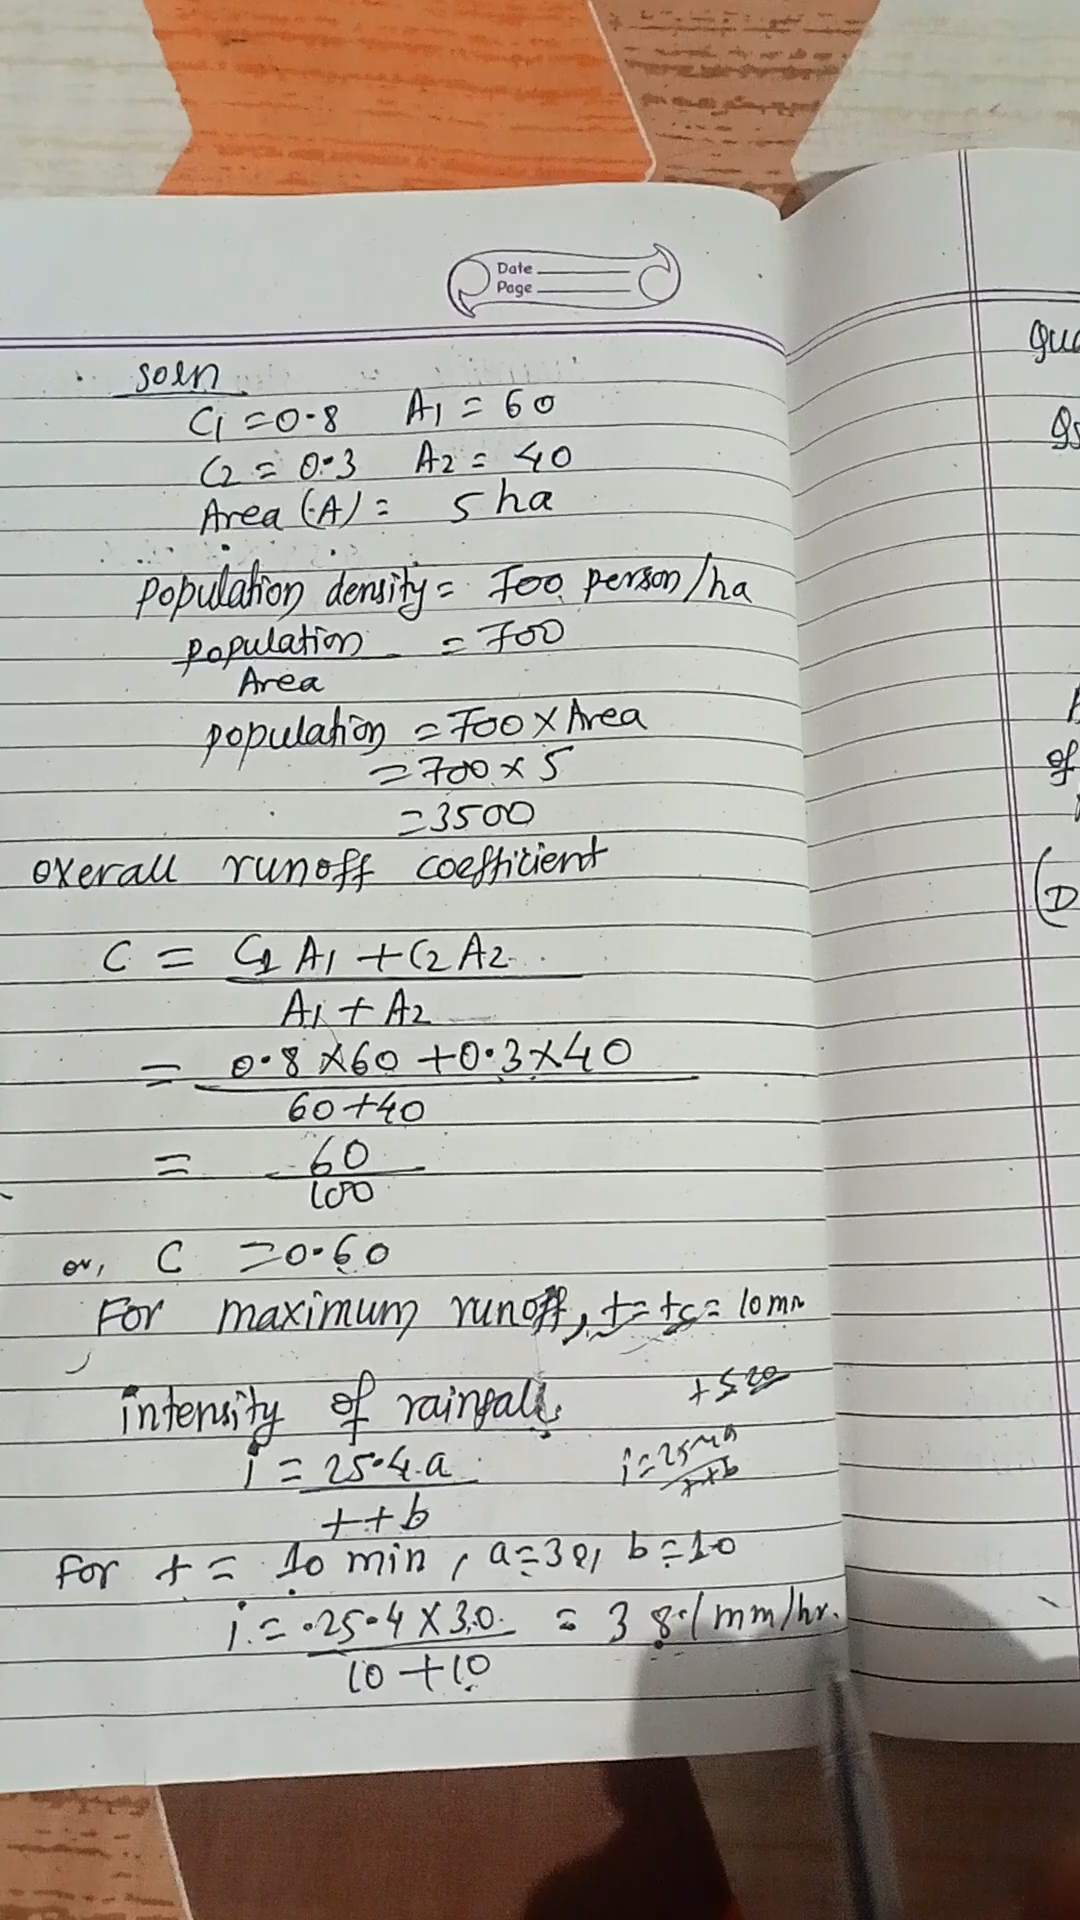 Date
Page
soln
C1 = 0.8 A1 = 60
C2 = 0.3 A2 = 40
Area (A) = 5 ha
population density = 700 person/ha
population = 700
Area
population = 700 × Area
= 700 × 5
= 3500
overall runoff coefficient
C = C1 A1 + C2 A2
A1 + A2
= 0.8 × 60 + 0.3 × 40
60 + 40
= 60
100
or, C = 0.60
For maximum runoff, t = tc = 10 min
intensity of rainfall
i = 25.4 a
t + b
i = 25.4 a
t + b
For t = 10 min, a = 30, b = 10
i = 25.4 × 30 = 38.1 mm/hr.
10 + 10
of
(D